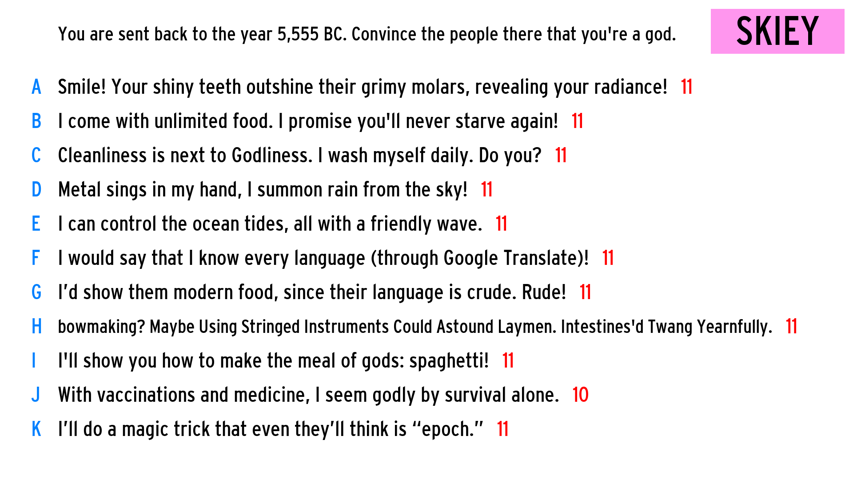 You are sent back to the year 5,555 BC. Convince the people there that you're a god.
SKIEY
A Smile! Your shiny teeth outshine their grimy molars, revealing your radiance! 11
B I come with unlimited food. I promise you'll never starve again! 11
C Cleanliness is next to Godliness. I wash myself daily. Do you? 11
D Metal sings in my hand, I summon rain from the sky! 11
E I can control the ocean tides, all with a friendly wave. 11
F I would say that I know every language (through Google Translate)! 11
G I’d show them modern food, since their language is crude. Rude! 11
H bowmaking? Maybe Using Stringed Instruments Could Astound Laymen. Intestines'd Twang Yearnfully. 11
I I'll show you how to make the meal of gods: spaghetti! 11
J With vaccinations and medicine, I seem godly by survival alone. 10
K I’ll do a magic trick that even they’ll think is “epoch.” 11